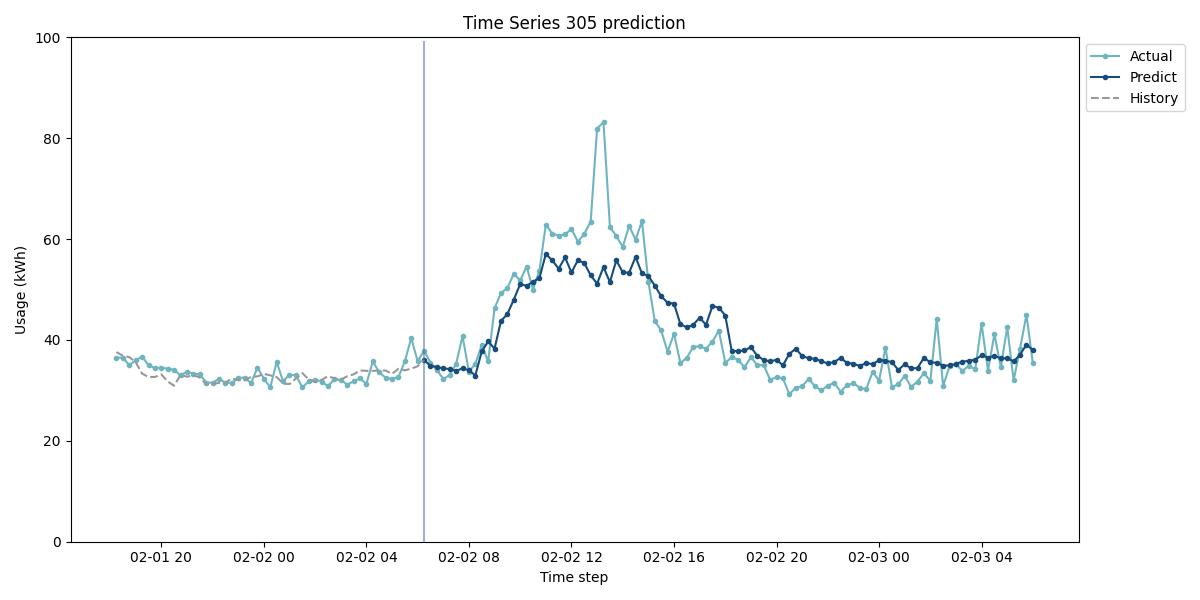 Time Series 305 prediction
100
80
60
40
20
0
Usage (kWh)
02-01 20
02-02 00
02-02 04
02-02 08
02-02 12
02-02 16
02-02 20
02-03 00
02-03 04
Time step
Actual
Predict
History